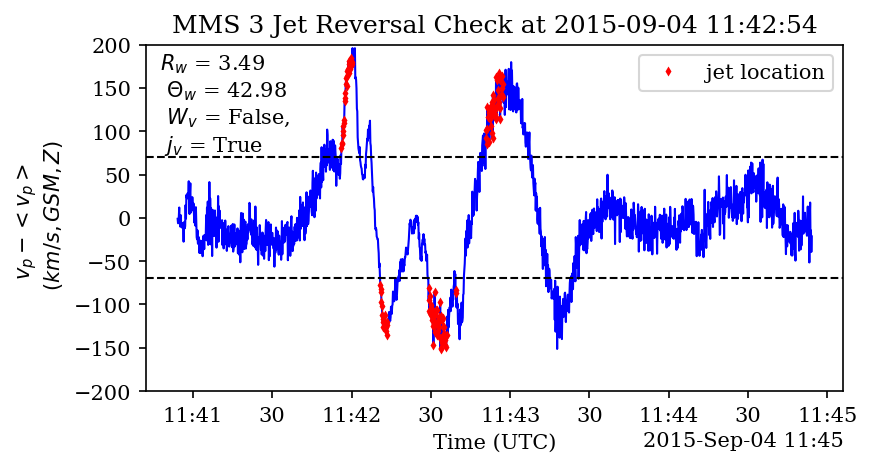 MMS 3 Jet Reversal Check at 2015-09-04 11:42:54
200
150
100
50
0
−50
−100
−150
−200
v_p − < v_p >
(km/s, GSM, Z)
R_w = 3.49
Θ_w = 42.98
W_v = False,
j_v = True
jet location
11:41 30 11:42 30 11:43 30 11:44 30 11:45
Time (UTC)
2015-Sep-04 11:45